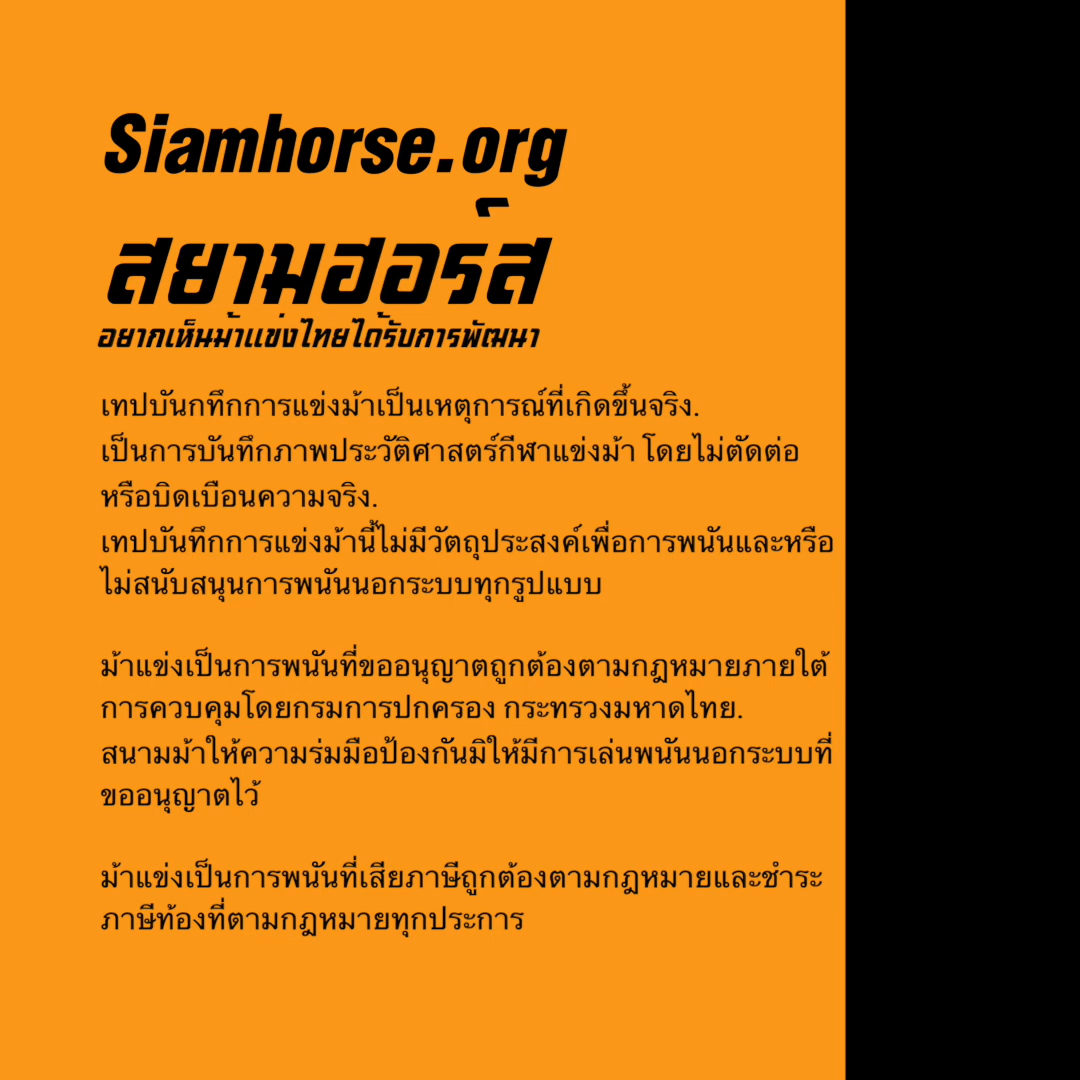 Siamhorse.org
สยามฮอร์ส
อยากเห็นม้าแข่งไทยได้รับการพัฒนา
เทปบันกทึกการแข่งม้าเป็นเหตุการณ์ที่เกิดขึ้นจริง.
เป็นการบันทึกภาพประวัติศาสตร์กีฬาแข่งม้า โดยไม่ตัดต่อ
หรือบิดเบือนความจริง.
เทปบันทึกการแข่งม้านี้ไม่มีวัตถุประสงค์เพื่อการพนันและหรือ
ไม่สนับสนุนการพนันนอกระบบทุกรูปแบบ
ม้าแข่งเป็นการพนันที่ขออนุญาตถูกต้องตามกฎหมายภายใต้
การควบคุมโดยกรมการปกครอง กระทรวงมหาดไทย.
สนามม้าให้ความร่มมือป้องกันมิให้มีการเล่นพนันนอกระบบที่
ขออนุญาตไว้
ม้าแข่งเป็นการพนันที่เสียภาษีถูกต้องตามกฎหมายและชำระ
ภาษีท้องที่ตามกฎหมายทุกประการ